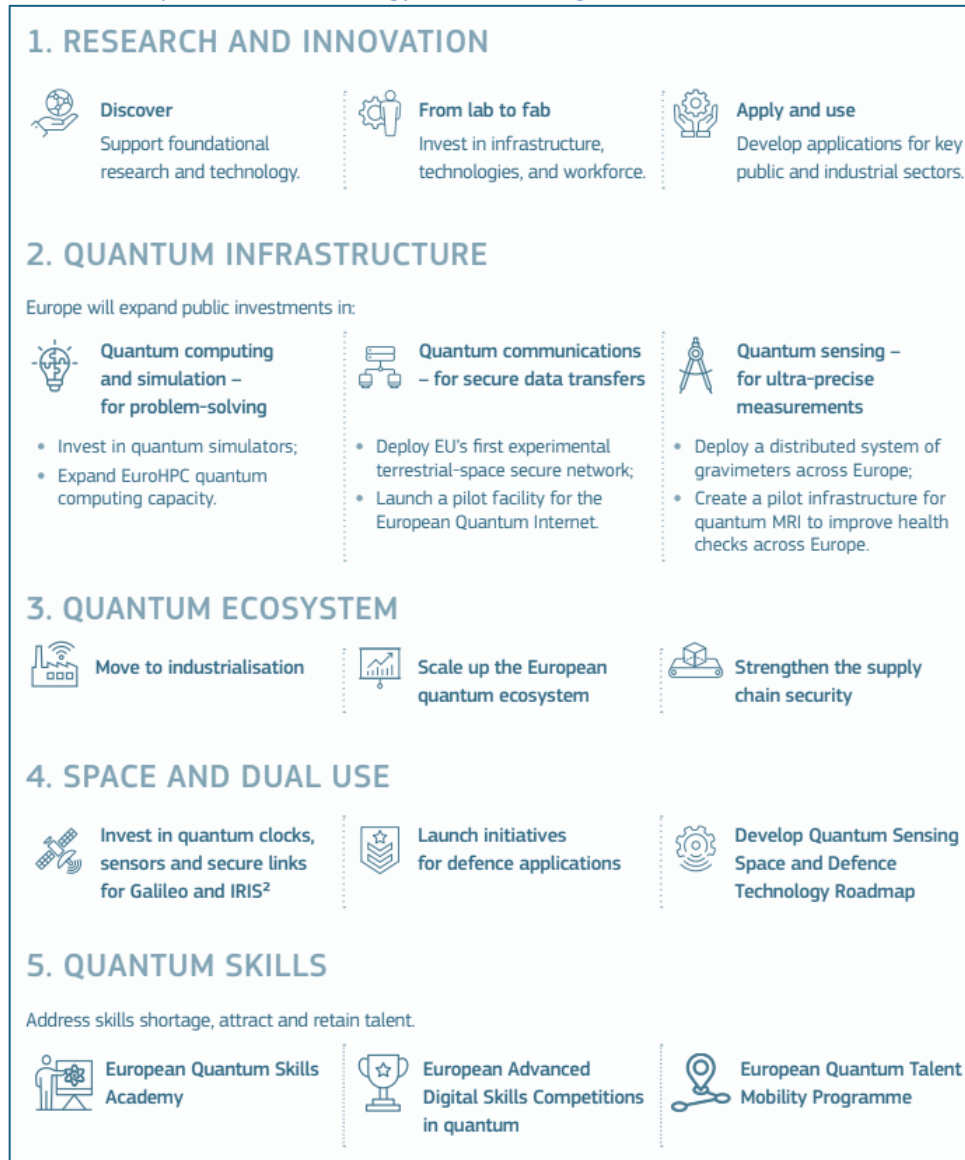 1. RESEARCH AND INNOVATION
Discover
Support foundational
research and technology.
From lab to fab
Invest in infrastructure,
technologies, and workforce.
Apply and use
Develop applications for key
public and industrial sectors.
2. QUANTUM INFRASTRUCTURE
Europe will expand public investments in:
Quantum computing
and simulation –
for problem-solving
• Invest in quantum simulators;
• Expand EuroHPC quantum
computing capacity.
Quantum communications
– for secure data transfers
• Deploy EU's first experimental
terrestrial-space secure network;
• Launch a pilot facility for the
European Quantum Internet.
Quantum sensing –
for ultra-precise
measurements
• Deploy a distributed system of
gravimeters across Europe;
• Create a pilot infrastructure for
quantum MRI to improve health
checks across Europe.
3. QUANTUM ECOSYSTEM
Move to industrialisation
Scale up the European
quantum ecosystem
Strengthen the supply
chain security
4. SPACE AND DUAL USE
Invest in quantum clocks,
sensors and secure links
for Galileo and IRIS²
Launch initiatives
for defence applications
Develop Quantum Sensing
Space and Defence
Technology Roadmap
5. QUANTUM SKILLS
Address skills shortage, attract and retain talent.
European Quantum Skills
Academy
European Advanced
Digital Skills Competitions
in quantum
European Quantum Talent
Mobility Programme